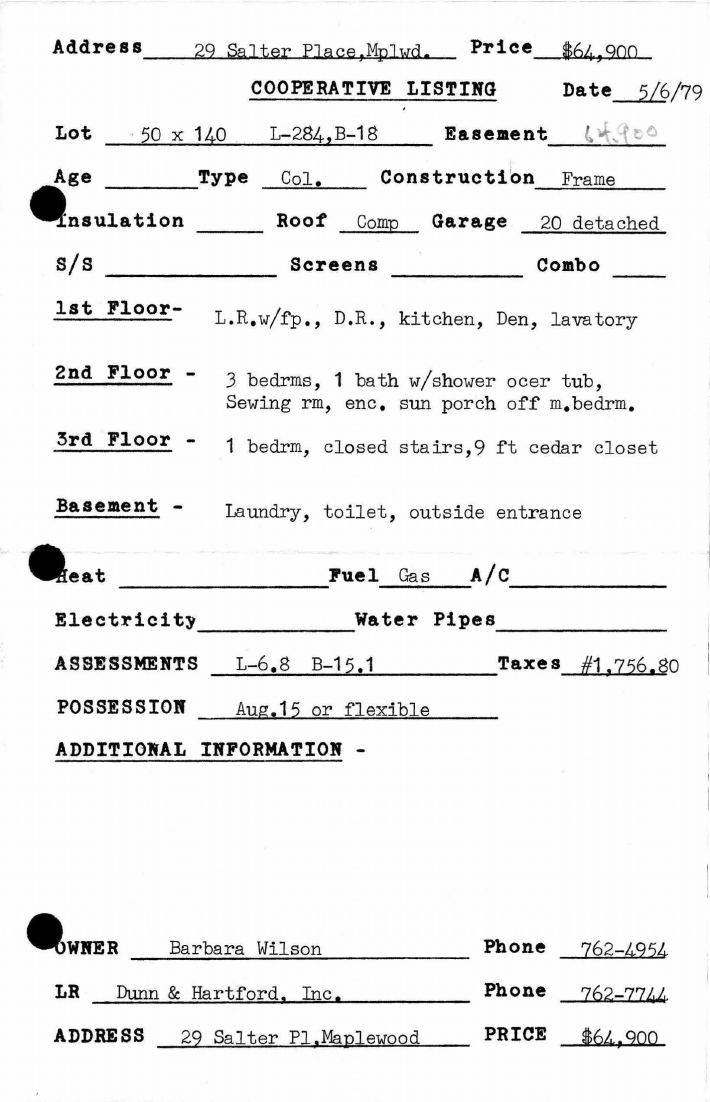 Address 29 Salter Place,Mplwd. Price $64,900
COOPERATIVE LISTING Date 5/6/79
Lot 50 x 140 L-284,B-18 Easement 64,900
Age Type Col. Construction Frame
Insulation Roof Comp Garage 20 detached
S/S Screens Combo
1st Floor- L.R.w/fp., D.R., kitchen, Den, lavatory
2nd Floor - 3 bedrms, 1 bath w/shower ocer tub,
Sewing rm, enc. sun porch off m.bedrm.
3rd Floor - 1 bedrm, closed stairs,9 ft cedar closet
Basement - Laundry, toilet, outside entrance
Heat Fuel Gas A/C
Electricity Water Pipes
ASSESSMENTS L-6.8 B-15.1 Taxes #1,756.80
POSSESSION Aug.15 or flexible
ADDITIONAL INFORMATION -
OWNER Barbara Wilson Phone 762-4954
LR Dunn & Hartford, Inc. Phone 762-7744
ADDRESS 29 Salter Pl,Maplewood PRICE $64,900